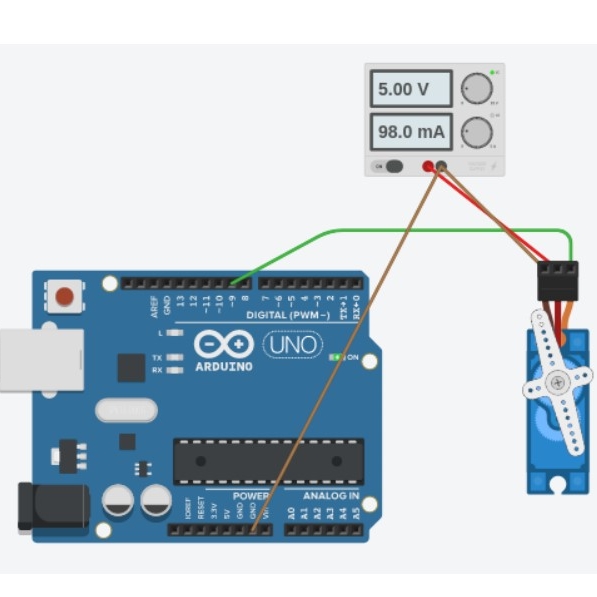 5.00 V
98.0 mA
AREF
GND
13
12
~11
~10
~9
8
7
~6
~5
4
~3
2
TX→1
RX←0
DIGITAL (PWM~)
L
TX
RX
UNO
ARDUINO
ON
POWER
ANALOG IN
IOREF
RESET
3.3V
5V
GND
GND
A0
A1
A2
A3
A4
A5